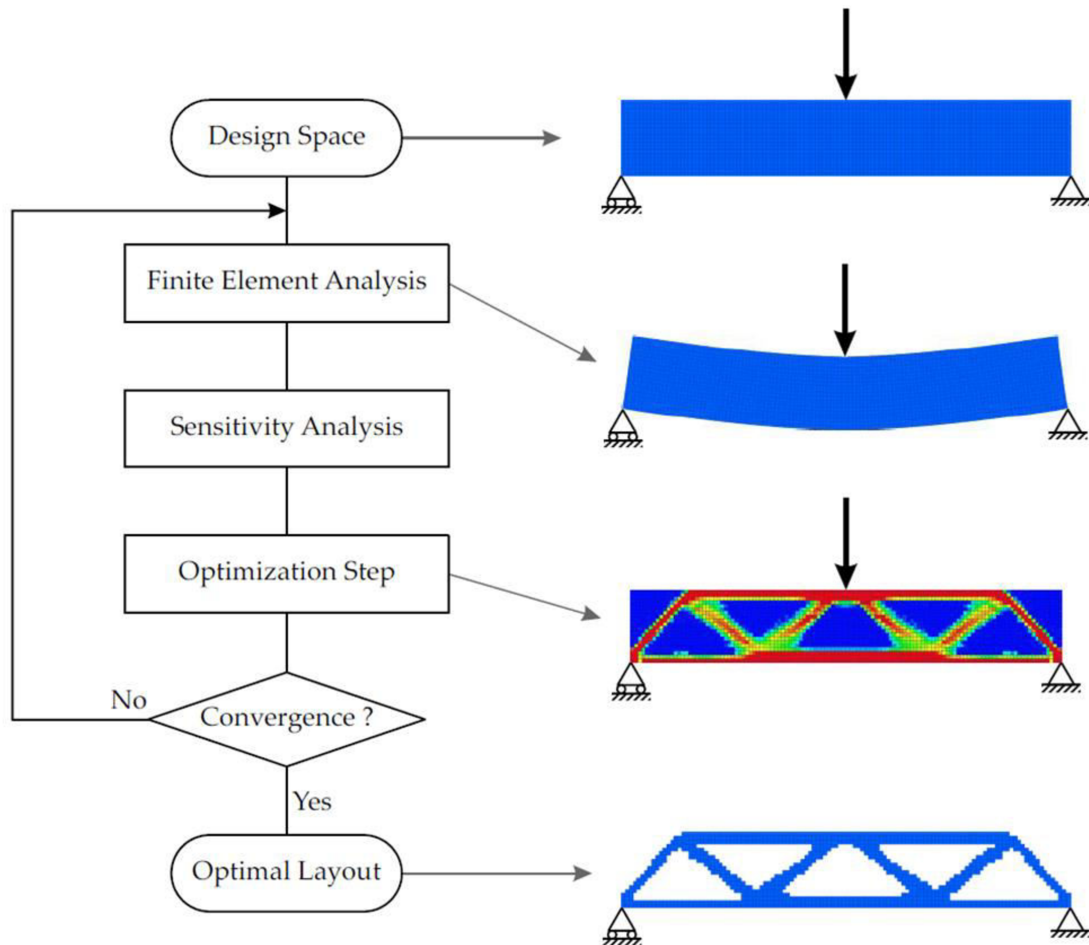 Design Space
Finite Element Analysis
Sensitivity Analysis
Optimization Step
Convergence ?
No
Yes
Optimal Layout